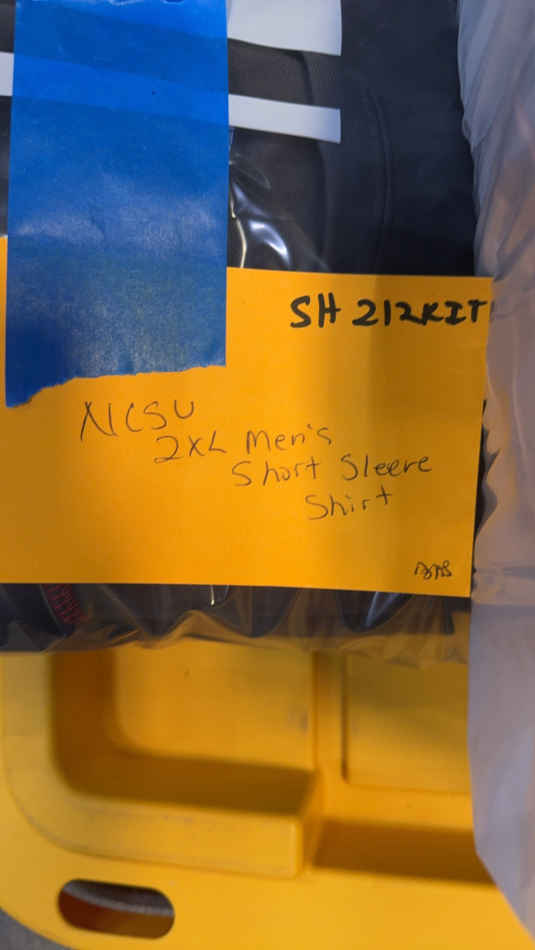 SH 212KIT
NCSU
2XL Men's
Short Sleeve
Shirt